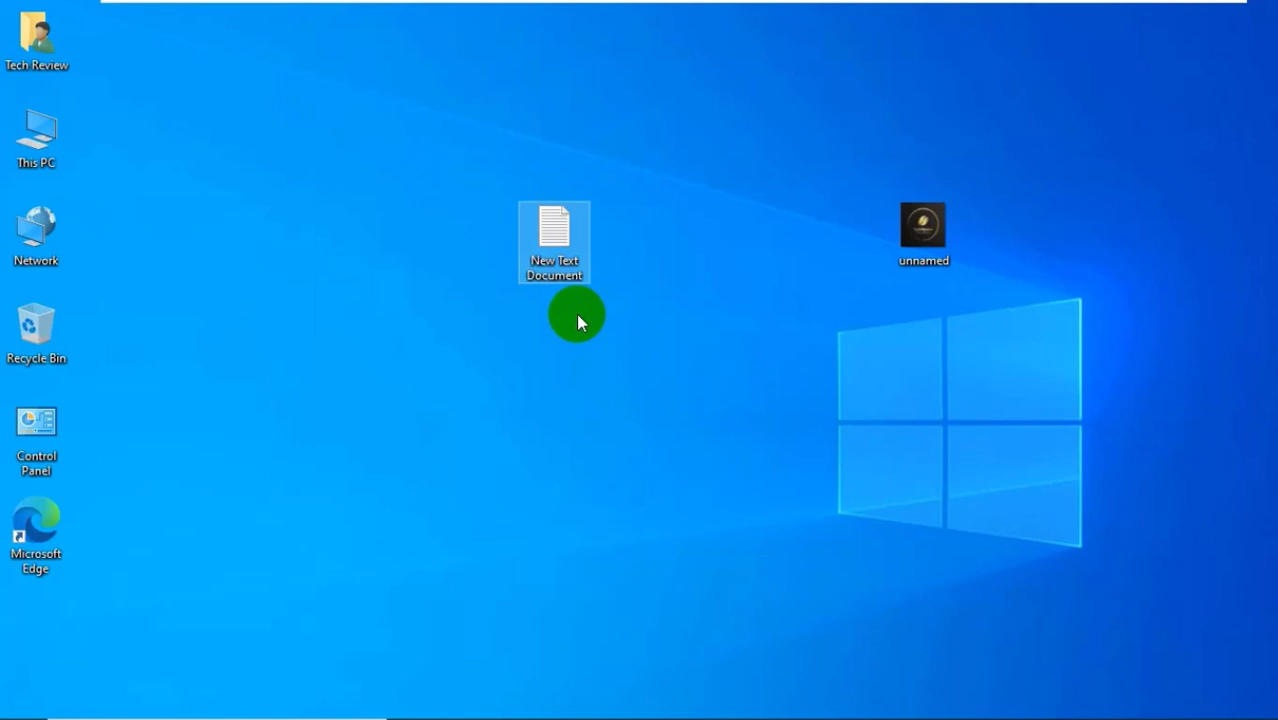 Tech Review
This PC
Network
Recycle Bin
Control
Panel
Microsoft
Edge
New Text
Document
unnamed